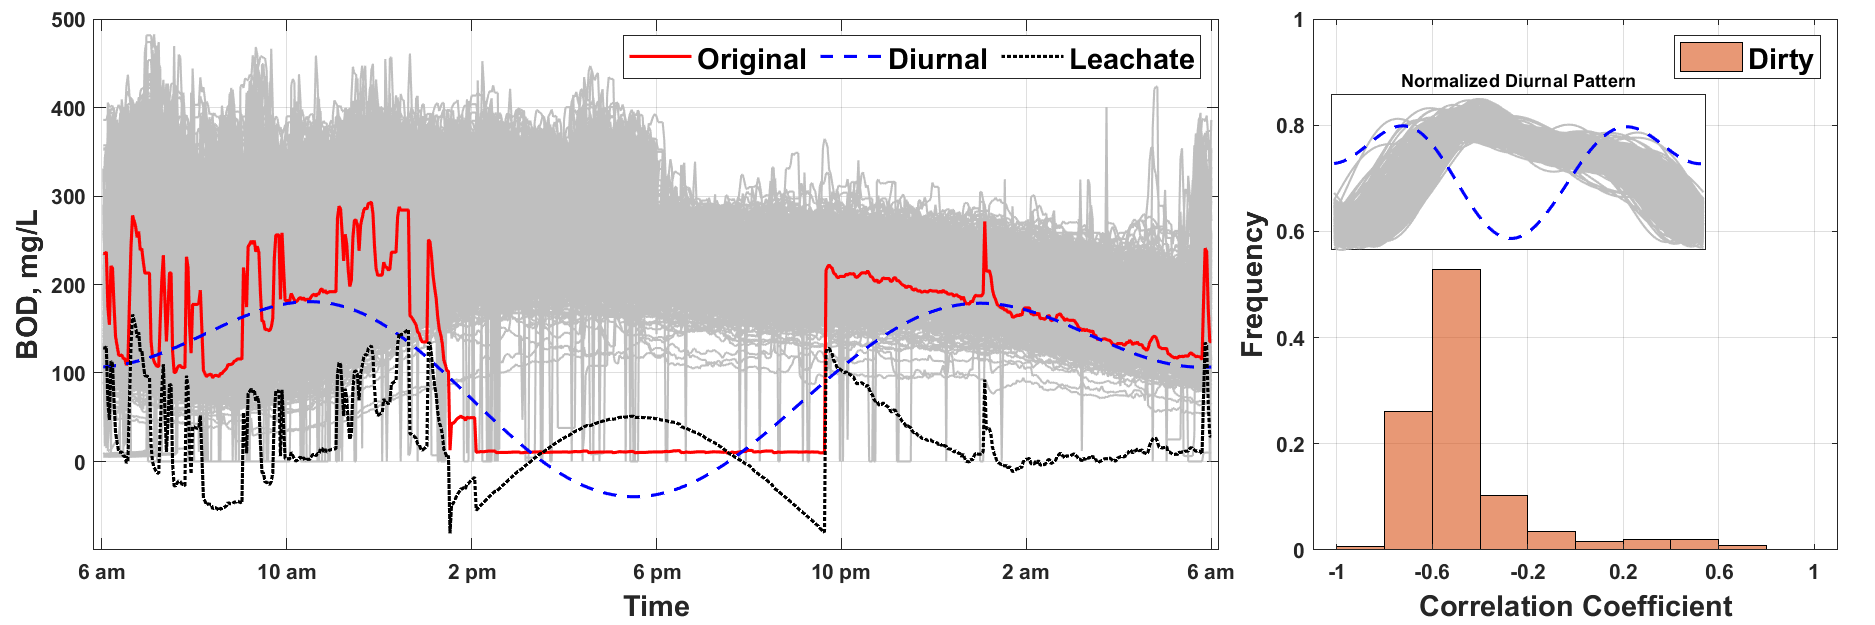 500
400
300
200
100
0
BOD, mg/L
Original Diurnal Leachate
6 am 10 am 2 pm 6 pm 10 pm 2 am 6 am
Time
1
0.8
0.6
0.4
0.2
0
Frequency
Dirty
Normalized Diurnal Pattern
-1 -0.6 -0.2 0.2 0.6 1
Correlation Coefficient